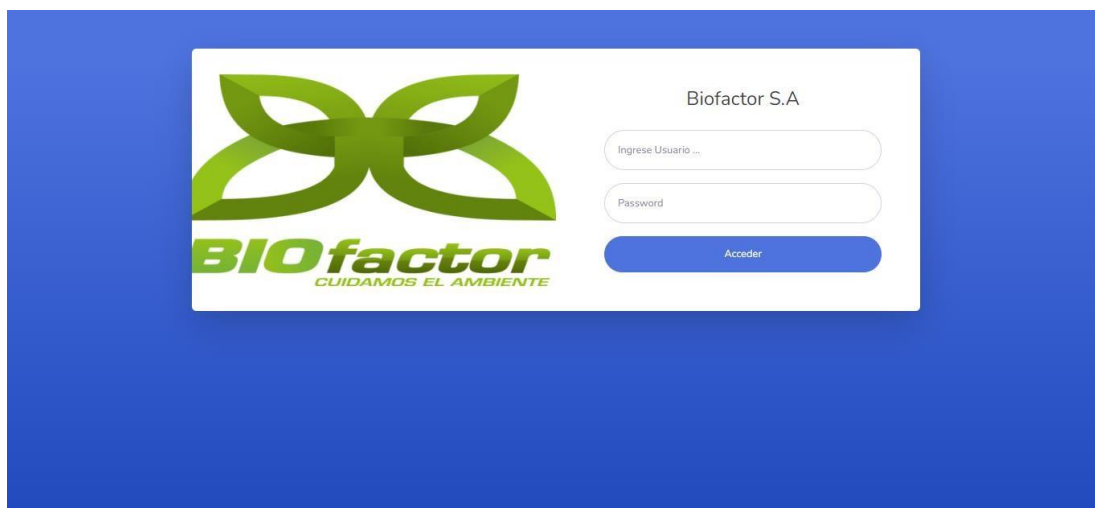 BIOfactor
CUIDAMOS EL AMBIENTE
Biofactor S.A
Ingrese Usuario ...
Password
Acceder